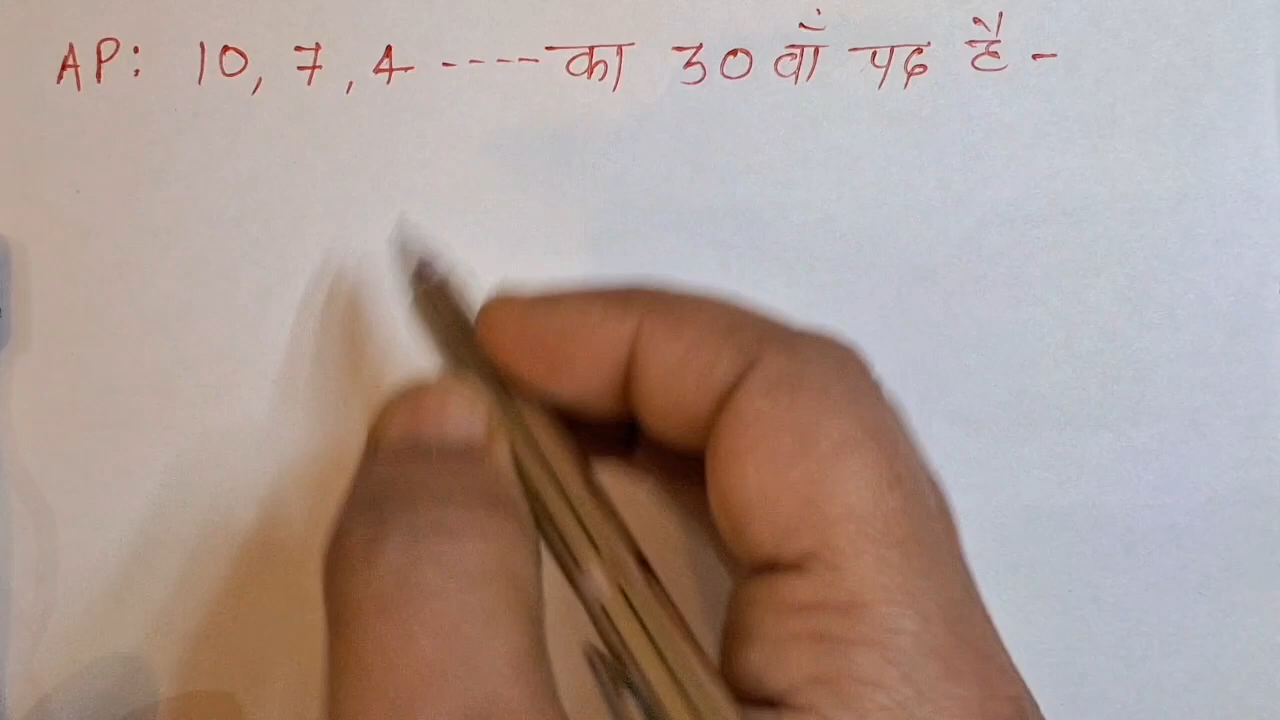 AP: 10, 7, 4 ---- का 30 वाँ पद है -